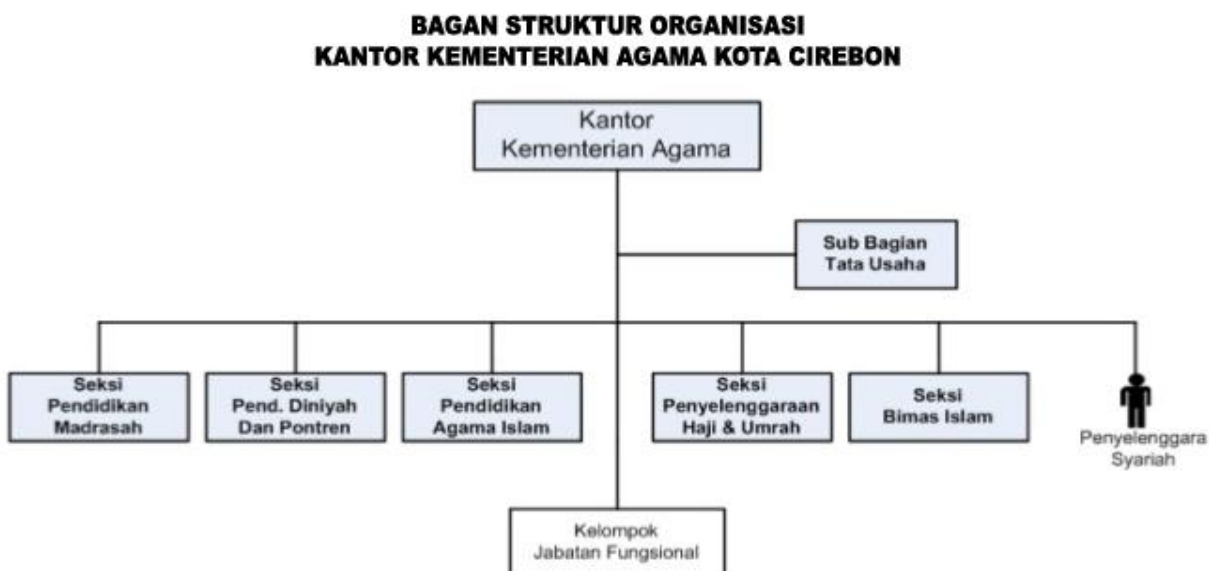 BAGAN STRUKTUR ORGANISASI
KANTOR KEMENTERIAN AGAMA KOTA CIREBON
Kantor
Kementerian Agama
Sub Bagian
Tata Usaha
Seksi
Pendidikan
Madrasah
Seksi
Pend. Diniyah
Dan Pontren
Seksi
Pendidikan
Agama Islam
Seksi
Penyelenggaraan
Haji & Umrah
Seksi
Bimas Islam
Penyelenggara
Syariah
Kelompok
Jabatan Fungsional